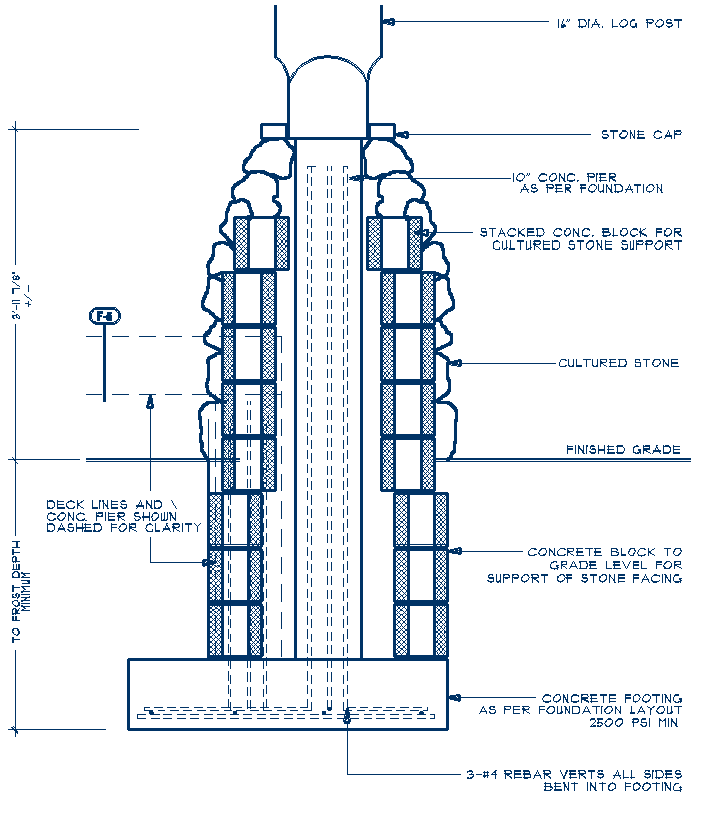 16" DIA. LOG POST
STONE CAP
10" CONC. PIER
AS PER FOUNDATION
STACKED CONC. BLOCK FOR
CULTURED STONE SUPPORT
3'-11 7/8"
+/-
F-6
CULTURED STONE
FINISHED GRADE
DECK LINES AND \
CONC. PIER SHOWN
DASHED FOR CLARITY
CONCRETE BLOCK TO
GRADE LEVEL FOR
SUPPORT OF STONE FACING
TO FROST DEPTH
MINIMUM
CONCRETE FOOTING
AS PER FOUNDATION LAYOUT
2500 PSI MIN.
3-#4 REBAR VERTS ALL SIDES
BENT INTO FOOTING